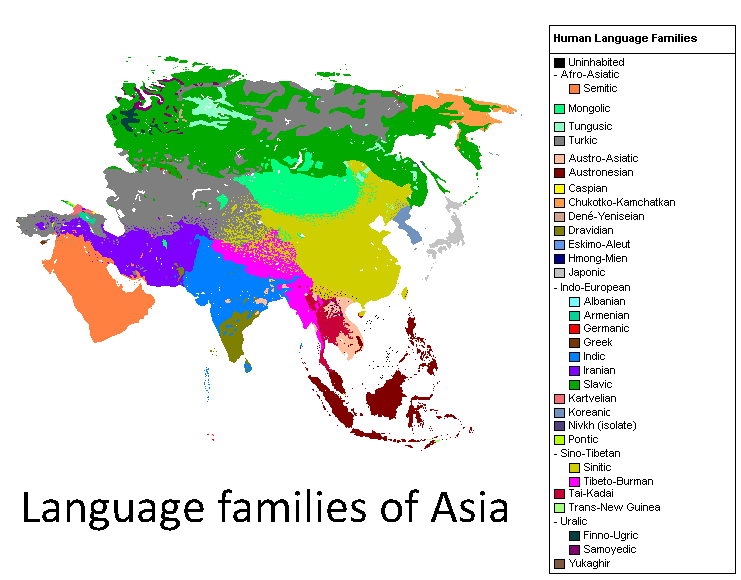 Human Language Families
Uninhabited
- Afro-Asiatic
Semitic
Mongolic
Tungusic
Turkic
Austro-Asiatic
Austronesian
Caspian
Chukotko-Kamchatkan
Dené-Yeniseian
Dravidian
Eskimo-Aleut
Hmong-Mien
Japonic
- Indo-European
Albanian
Armenian
Germanic
Greek
Indic
Iranian
Slavic
Kartvelian
Koreanic
Nivkh (isolate)
Pontic
- Sino-Tibetan
Sinitic
Tibeto-Burman
Tai-Kadai
Trans-New Guinea
- Uralic
Finno-Ugric
Samoyedic
Yukaghir
Language families of Asia